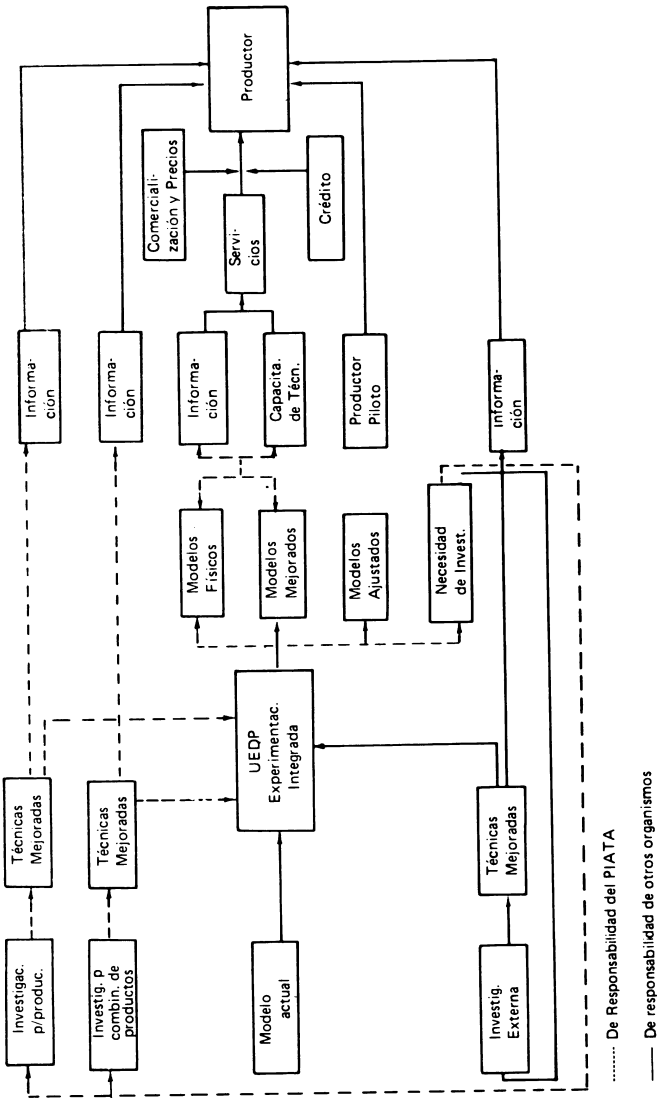 Productor
Comerciali-
zación y Precios
Servi-
cios
Crédito
Informa-
ción
Informa-
ción
Informa-
ción
Capacita.
de Técn.
Productor
Piloto
Informa-
ción
Modelos
Físicos
Modelos
Mejorados
Modelos
Ajustados
Necesidad
de Invest.
UEDP
Experimentac.
Integrada
Técnicas
Mejoradas
Técnicas
Mejoradas
Técnicas
Mejoradas
Investigac.
p/produc.
Investig. p
combin. de
productos
Modelo
actual
Investig.
Externa
De Responsabilidad del PIATA
De responsabilidad de otros organismos